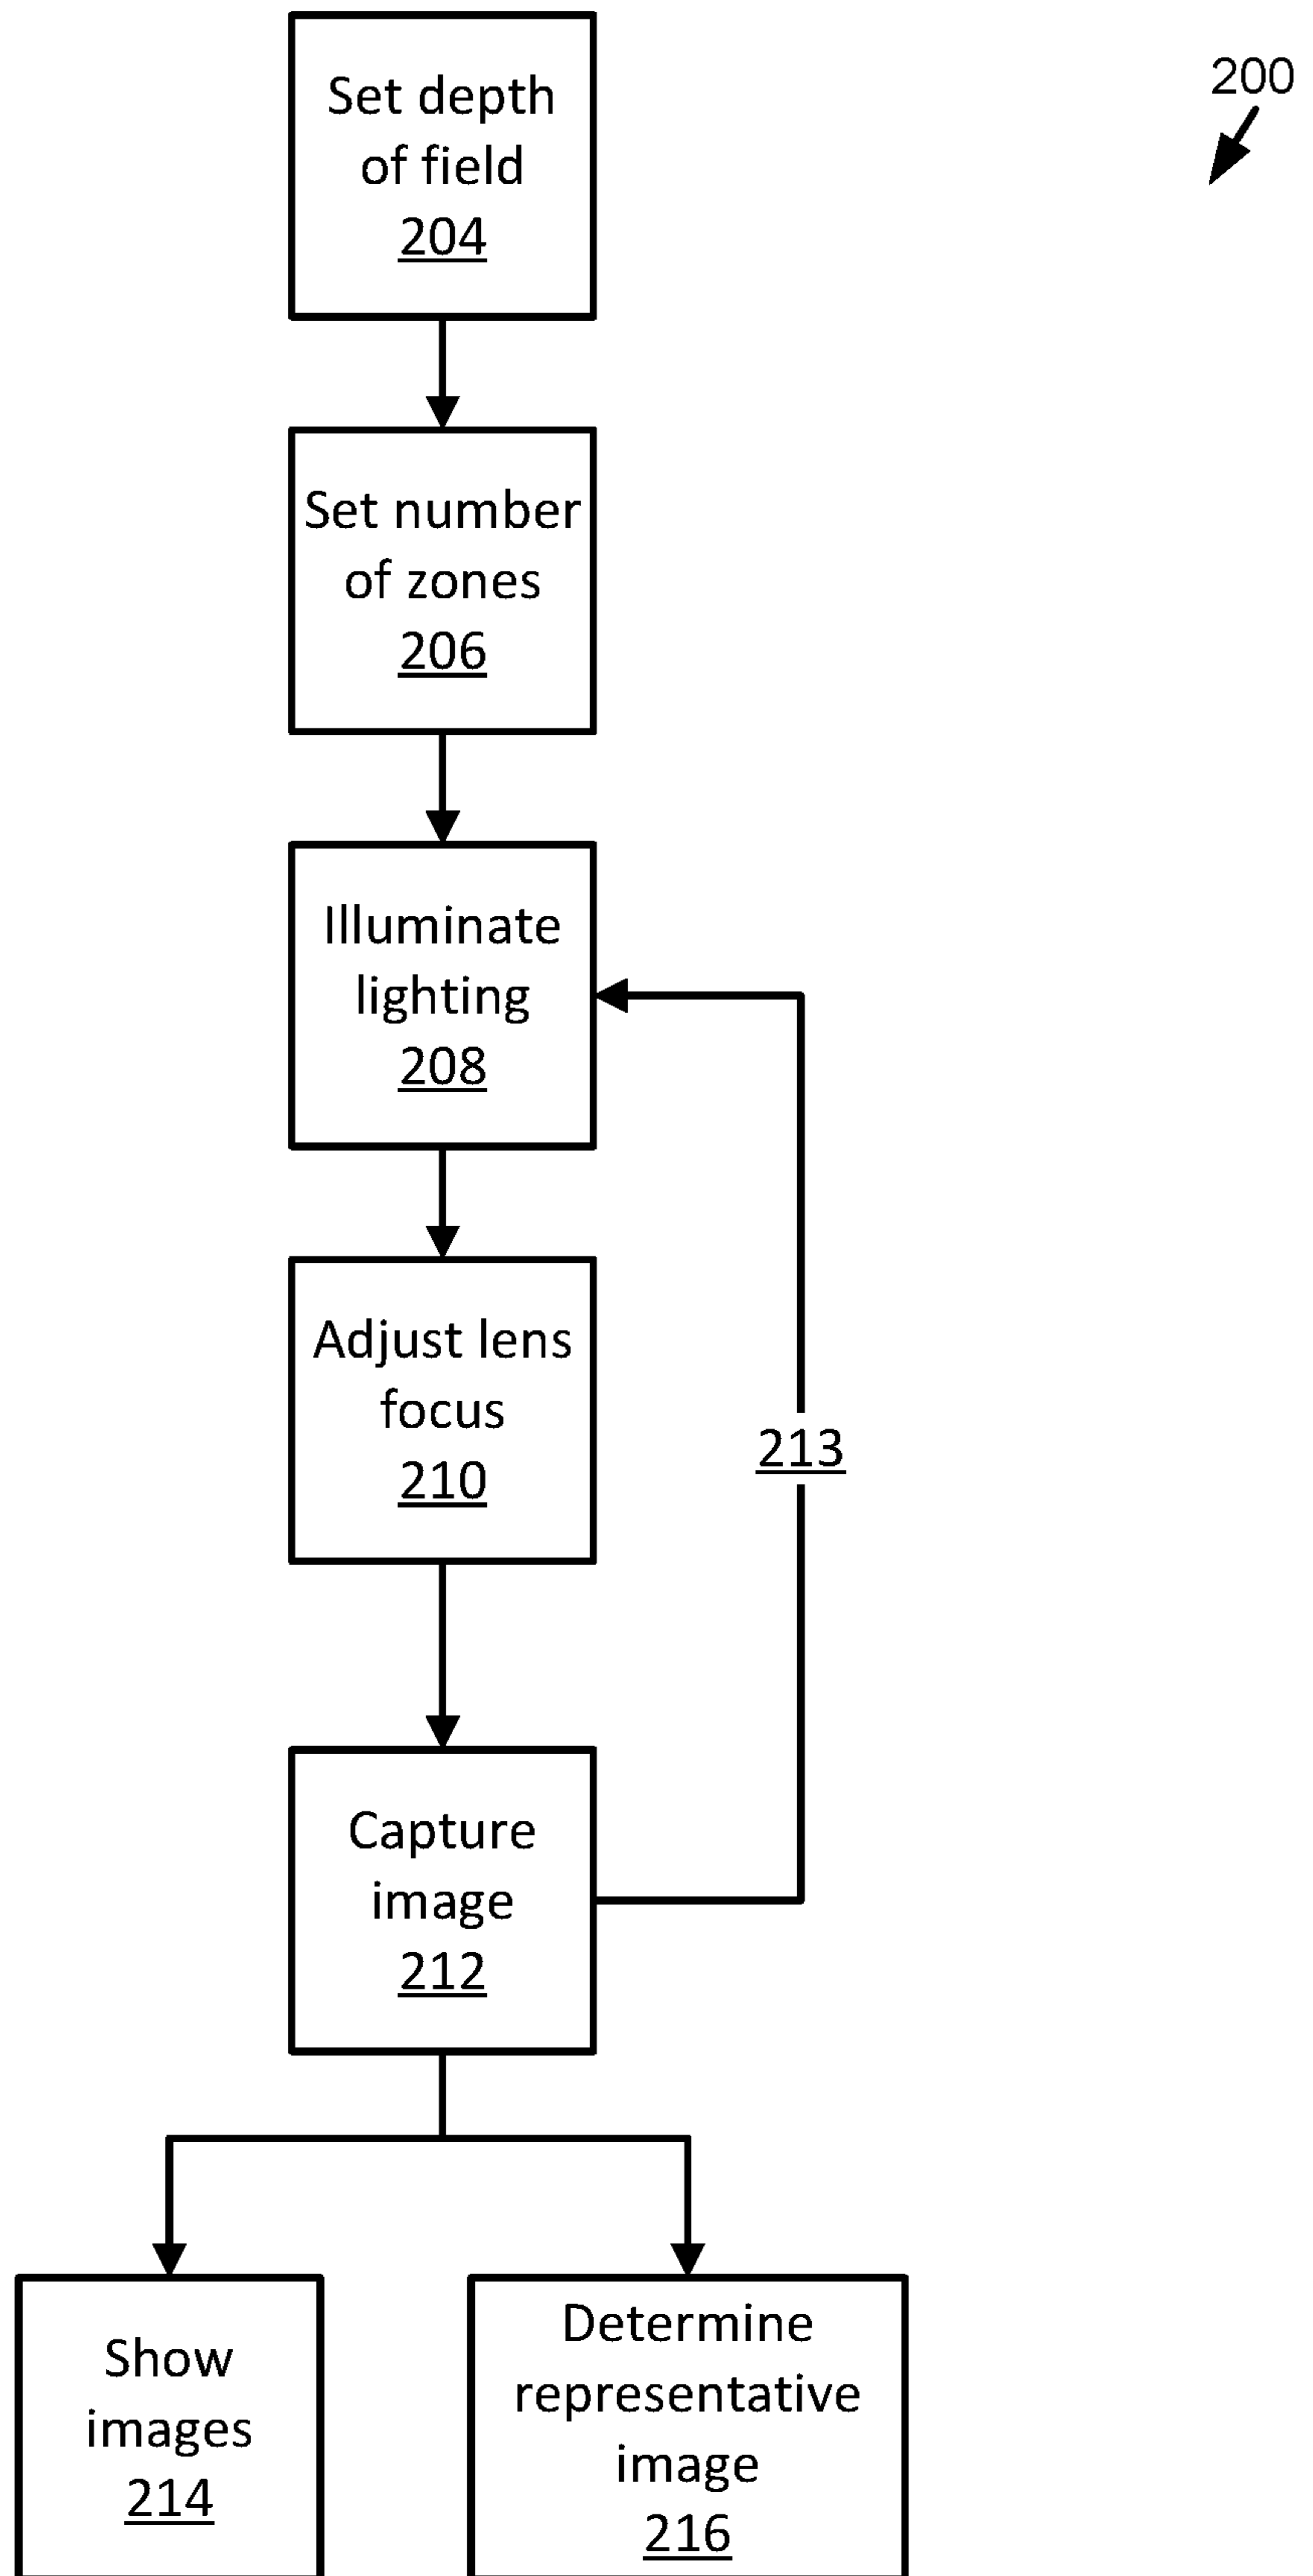 200
Set depth
of field
204
Set number
of zones
206
Illuminate
lighting
208
Adjust lens
focus
210
213
Capture
image
212
Show
images
214
Determine
representative
image
216